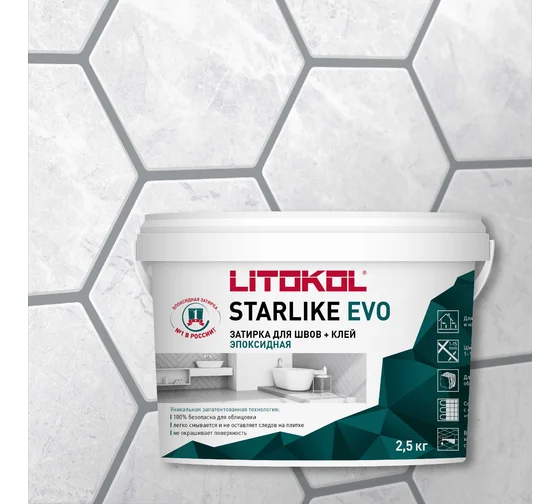 LITOKOL®
STARLIKE EVO
ЗАТИРКА ДЛЯ ШВОВ + КЛЕЙ
ЭПОКСИДНАЯ
ЭПОКСИДНАЯ ЗАТИРКА
1
№1 В РОССИИ!
Уникальная запатентованная технология:
100% безопасна для облицовки
легко смывается и не оставляет следов на плитке
не окрашивает поверхность
2,5 кг